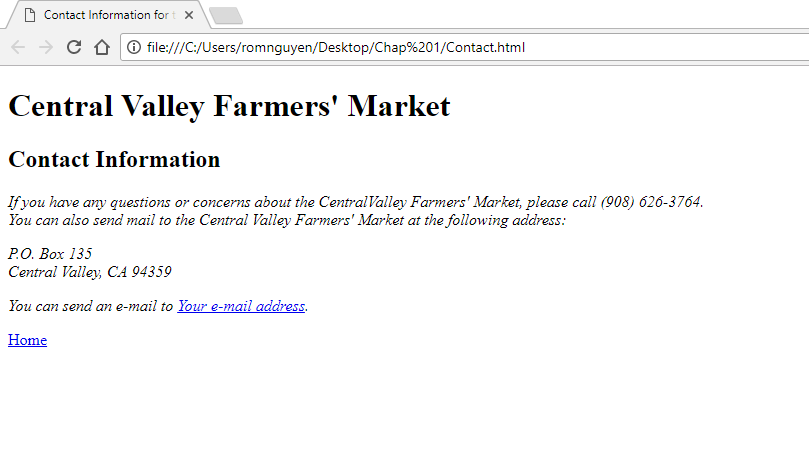 Contact Information for t
file:///C:/Users/romnguyen/Desktop/Chap%201/Contact.html
Central Valley Farmers' Market
Contact Information
If you have any questions or concerns about the CentralValley Farmers' Market, please call (908) 626-3764.
You can also send mail to the Central Valley Farmers' Market at the following address:
P.O. Box 135
Central Valley, CA 94359
You can send an e-mail to Your e-mail address.
Home